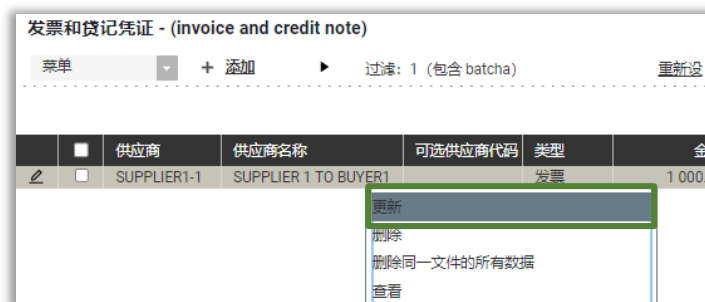 发票和贷记凭证 - (invoice and credit note)
菜单 + 添加 过滤: 1 (包含 batcha) 重新设
供应商 供应商名称 可选供应商代码 类型 金
SUPPLIER1-1 SUPPLIER 1 TO BUYER1 发票 1 000.
更新
删除
删除同一文件的所有数据
查看